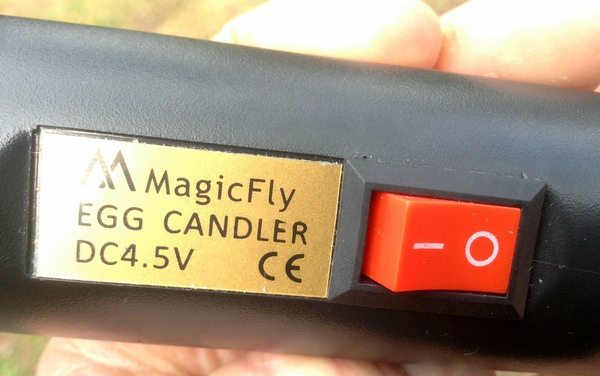 MagicFly
EGG CANDLER
DC4.5V CE
— O